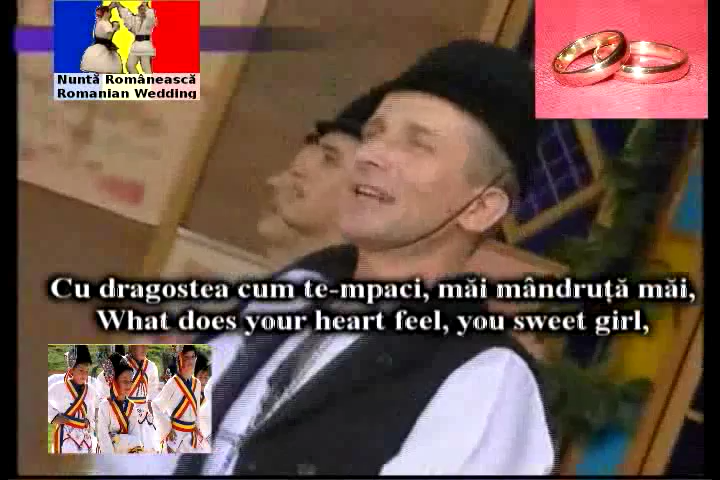 Nuntă Românească
Romanian Wedding
Cu dragostea cum te-mpaci, măi mândruță măi,
What does your heart feel, you sweet girl,